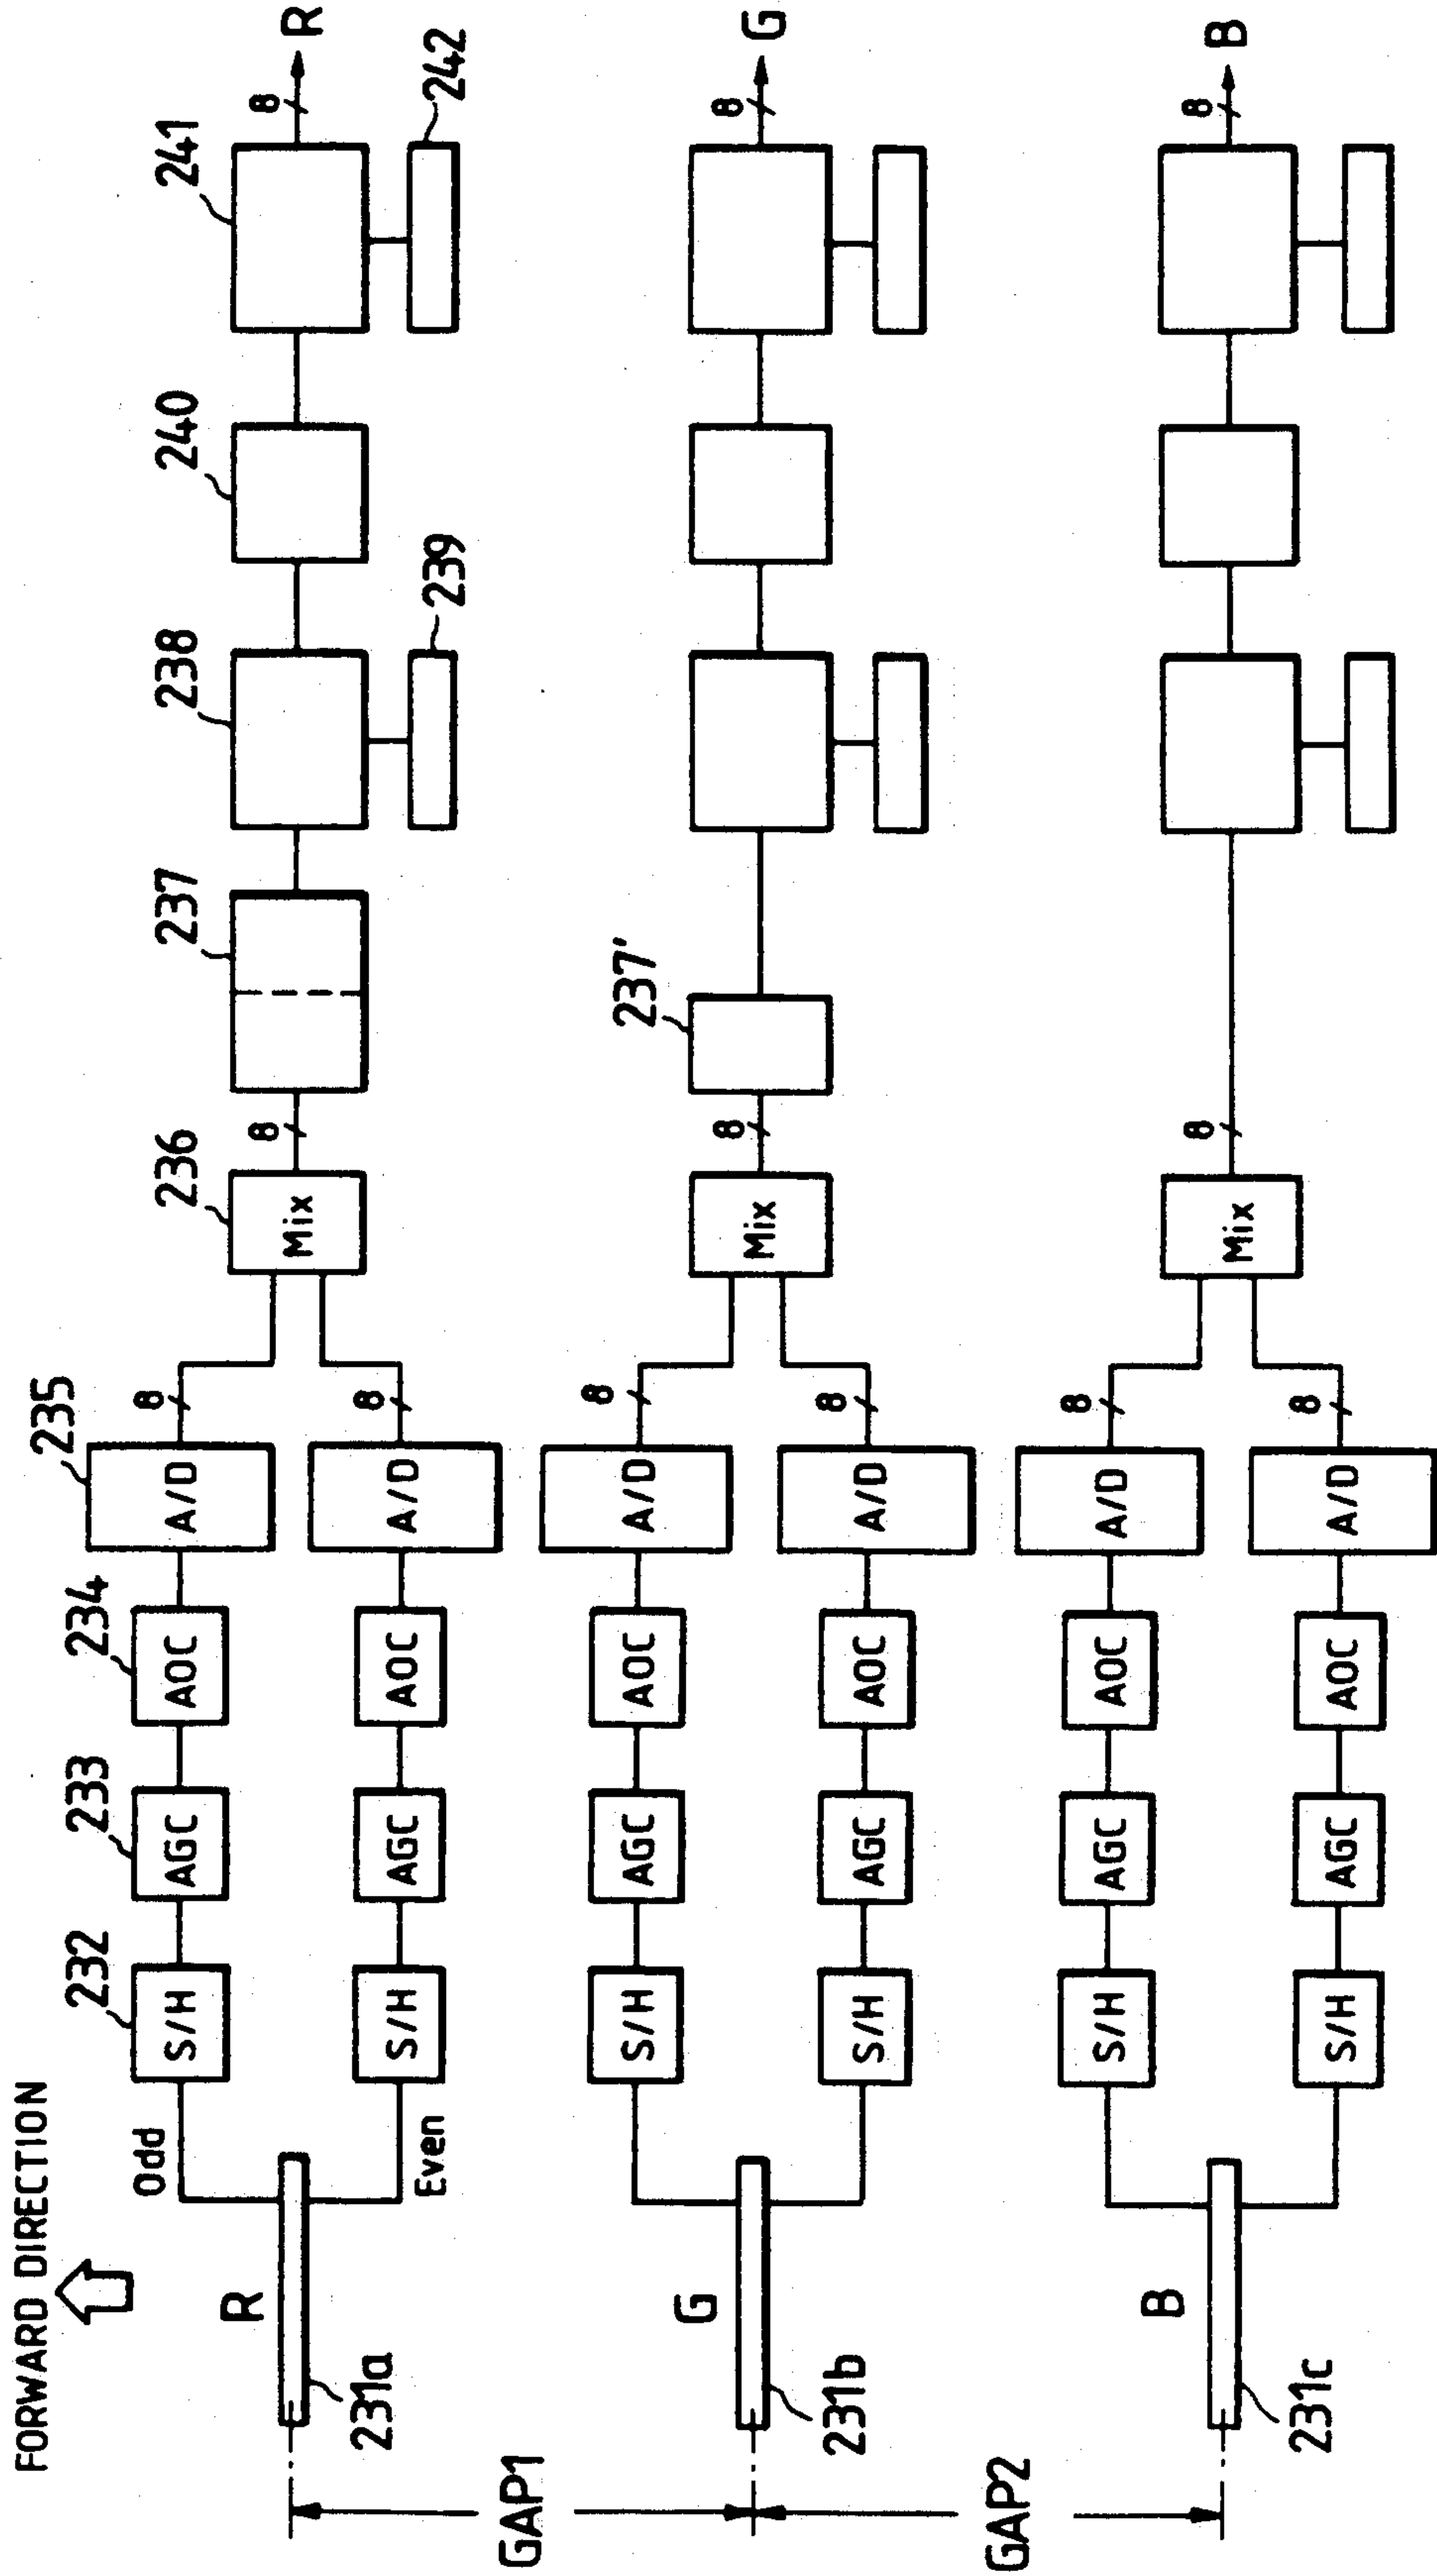 FORWARD DIRECTION
R
231a
Odd
Even
232
233
234
235
S/H
AGC
AOC
A/D
8
S/H
AGC
AOC
A/D
8
236
Mix
8
237
238
239
240
241
242
8
R
GAP1
G
231b
S/H
AGC
AOC
A/D
8
S/H
AGC
AOC
A/D
8
Mix
8
237'
8
G
GAP2
B
231c
S/H
AGC
AOC
A/D
8
S/H
AGC
AOC
A/D
8
Mix
8
8
B